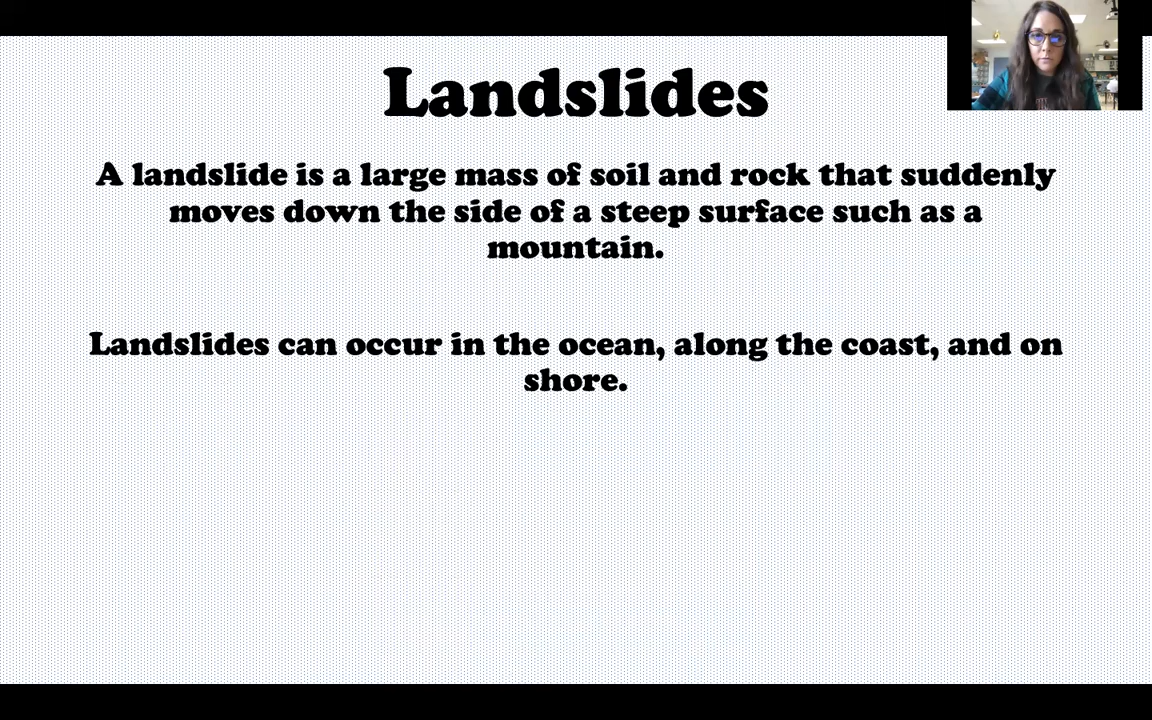 Landslides
A landslide is a large mass of soil and rock that suddenly
moves down the side of a steep surface such as a
mountain.
Landslides can occur in the ocean, along the coast, and on
shore.